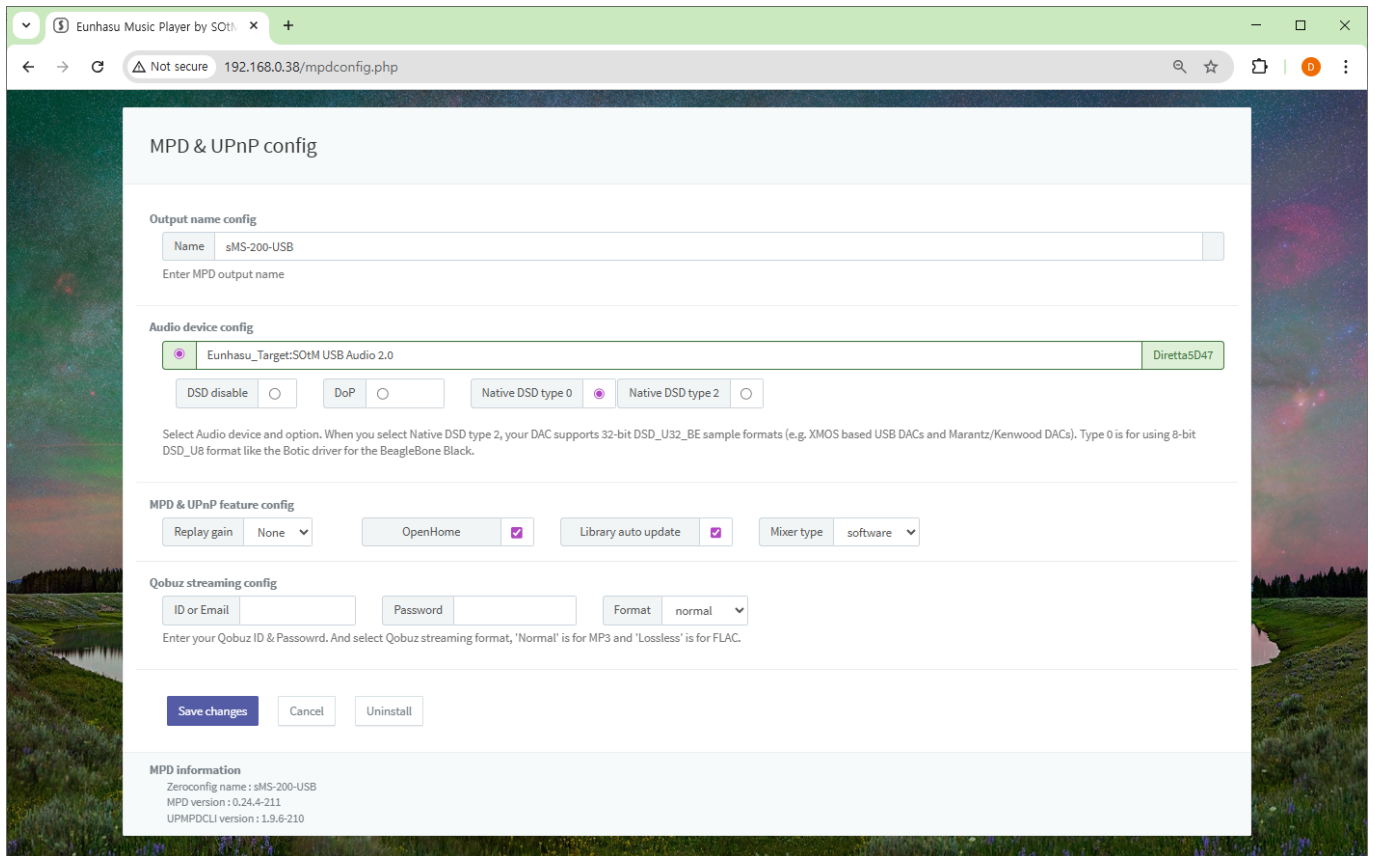 Eunhasu Music Player by SOtM
Not secure 192.168.0.38/mpdconfig.php
D
MPD & UPnP config
Output name config
Name sMS-200-USB
Enter MPD output name
Audio device config
Eunhasu_Target:SOtM USB Audio 2.0 Diretta5D47
DSD disable DoP Native DSD type 0 Native DSD type 2
Select Audio device and option. When you select Native DSD type 2, your DAC supports 32-bit DSD_U32_BE sample formats (e.g. XMOS based USB DACs and Marantz/Kenwood DACs). Type 0 is for using 8-bit
DSD_U8 format like the Botic driver for the BeagleBone Black.
MPD & UPnP feature config
Replay gain None OpenHome Library auto update Mixer type software
Qobuz streaming config
ID or Email Password Format normal
Enter your Qobuz ID & Passowrd. And select Qobuz streaming format, 'Normal' is for MP3 and 'Lossless' is for FLAC.
Save changes Cancel Uninstall
MPD information
Zeroconfig name : sMS-200-USB
MPD version : 0.24.4-211
UPMPDCLI version : 1.9.6-210